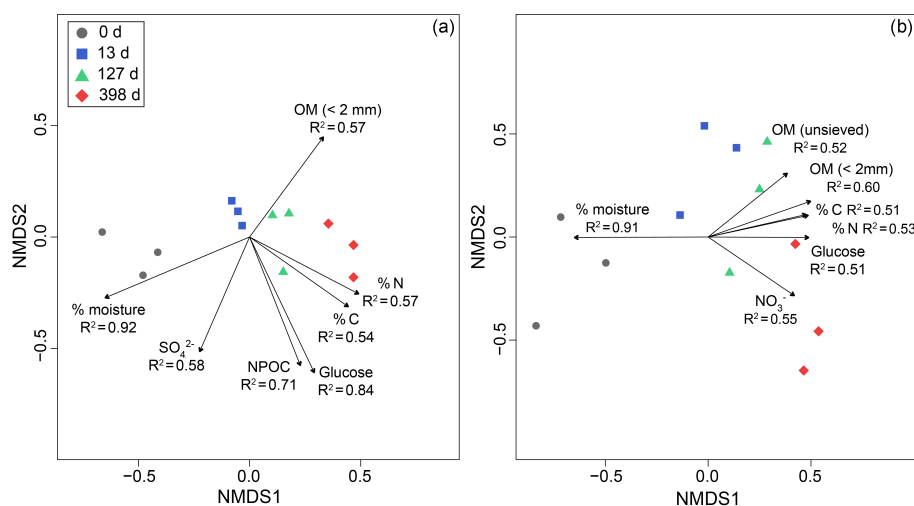 (a)
0 d
13 d
127 d
398 d
OM (< 2 mm)
R²=0.57
0.5
0.0
−0.5
NMDS2
% moisture
R²=0.92
SO₄²⁻
R²=0.58
NPOC
R²=0.71
Glucose
R²=0.84
% C
R²=0.54
% N
R²=0.57
−0.5
0.0
0.5
NMDS1
(b)
OM (unsieved)
R²=0.52
OM (< 2mm)
R²=0.60
% C R²=0.51
% N R²=0.53
Glucose
R²=0.51
NO₃⁻
R²=0.55
% moisture
R²=0.91
0.5
0.0
−0.5
NMDS2
−0.5
0.0
0.5
NMDS1